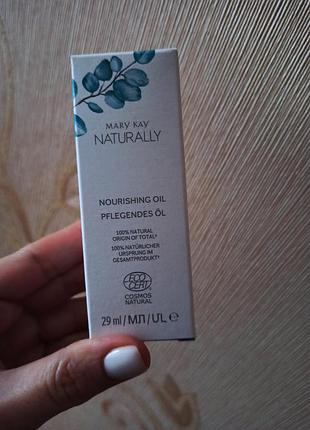 MARY KAY
NATURALLY
NOURISHING OIL
PFLEGENDES ÖL
100% NATURAL
ORIGIN OF TOTAL*
100% NATÜRLICHER
URSPRUNG IM
GESAMTPRODUKT*
ECO
CERT
COSMOS
NATURAL
29 ml / МЛ / UL ℮